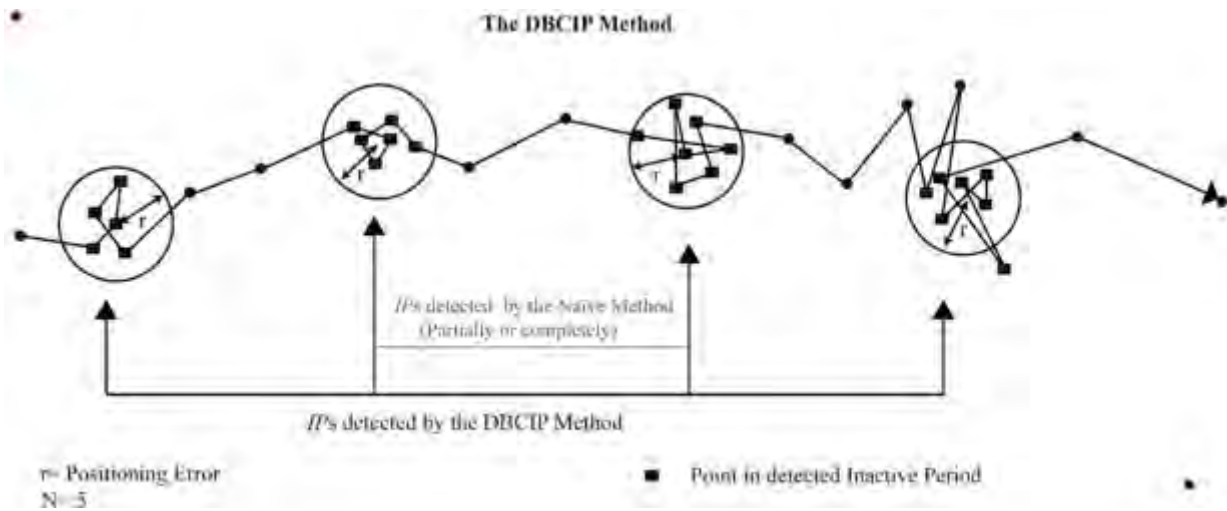 The DBCIP Method
r
r
r
r
IPs detected by the Naïve Method
(Partially or completely)
IPs detected by the DBCIP Method
r= Positioning Error
Point in detected Inactive Period
N=5